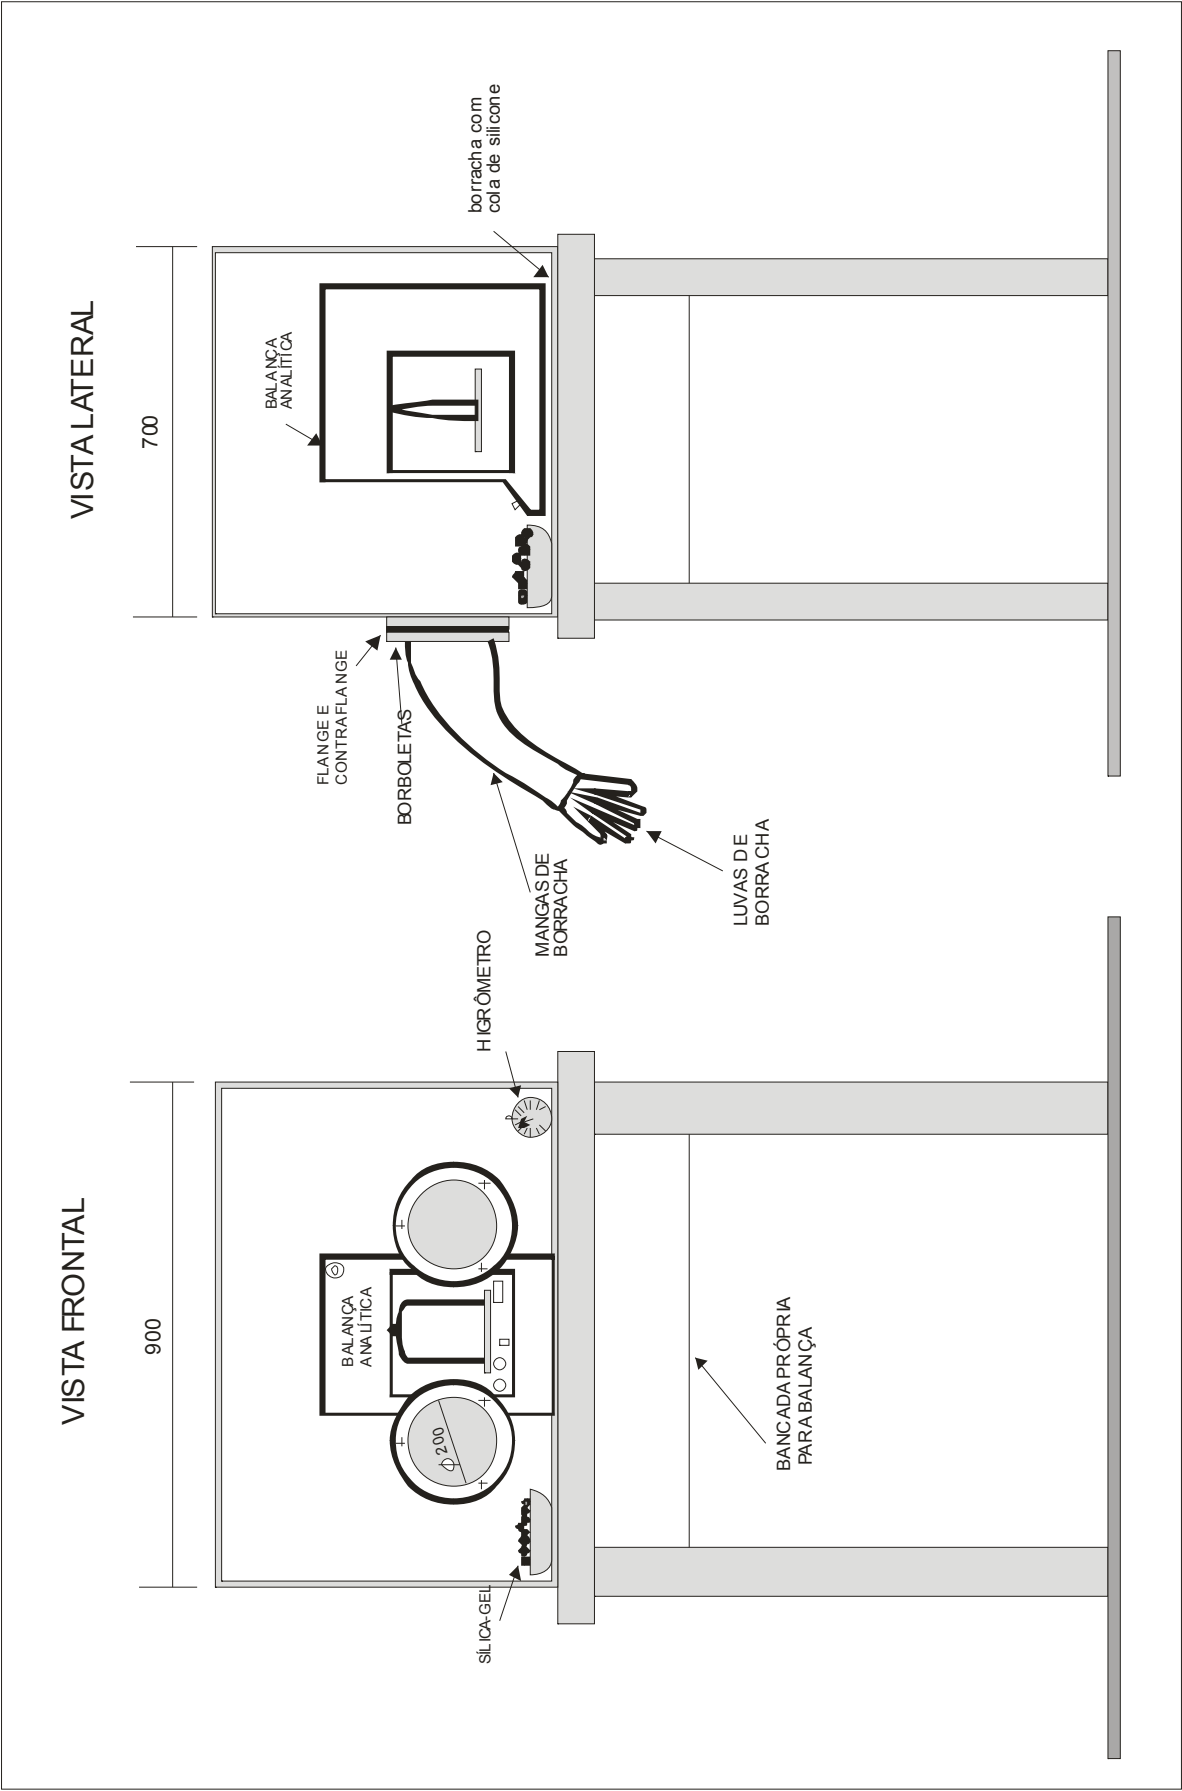 VISTA FRONTAL
900
BALANÇA
ANALÍTICA
200
SÍLICA-GEL
HIGRÔMETRO
BANCADA PRÓPRIA
PARA BALANÇA
VISTA LATERAL
700
BALANÇA
ANALÍTICA
borracha com
cola de silicone
FLANGE E
CONTRAFLANGE
BORBOLETAS
MANGAS DE
BORRACHA
LUVAS DE
BORRACHA